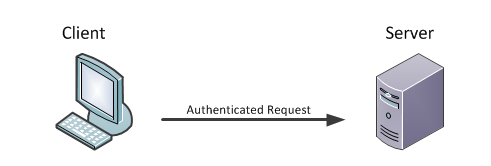 Client
Server
Authenticated Request